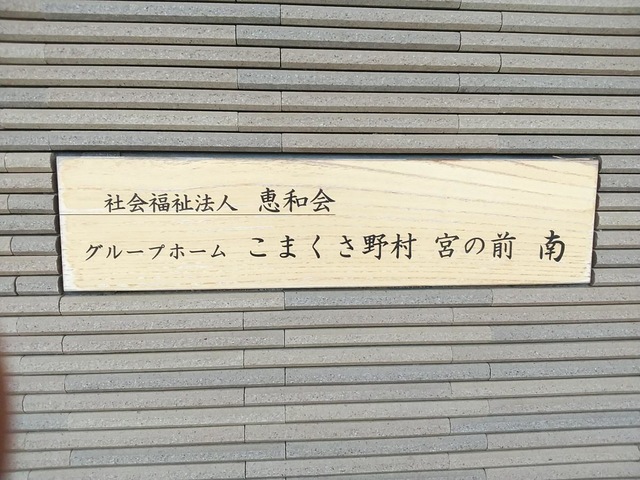 社会福祉法人 恵和会
グループホーム こまくさ野村 宮の前 南